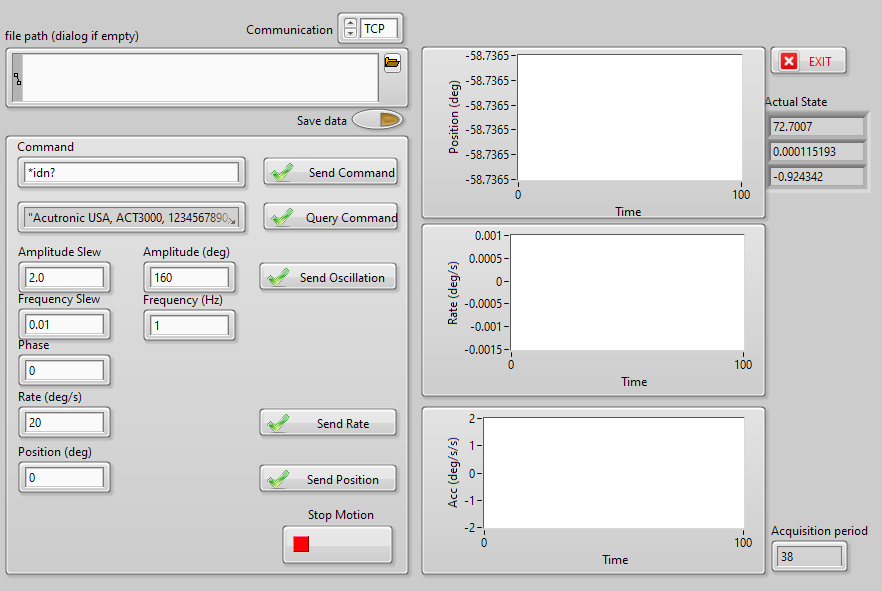 file path (dialog if empty)
Communication
TCP
Save data
Command
*idn?
Send Command
"Acutronic USA, ACT3000, 1234567890
Query Command
Amplitude Slew
Amplitude (deg)
2.0
160
Send Oscillation
Frequency Slew
Frequency (Hz)
0.01
1
Phase
0
Rate (deg/s)
20
Send Rate
Position (deg)
0
Send Position
Stop Motion
Position (deg)
-58.7365
-58.7365
-58.7365
-58.7365
-58.7365
-58.7365
0
100
Time
Rate (deg/s)
0.001
0.0005
0
-0.0005
-0.001
-0.0015
0
100
Time
Acc (deg/s/s)
2
1
0
-1
-2
0
100
Time
EXIT
Actual State
72.7007
0.000115193
-0.924342
Acquisition period
38